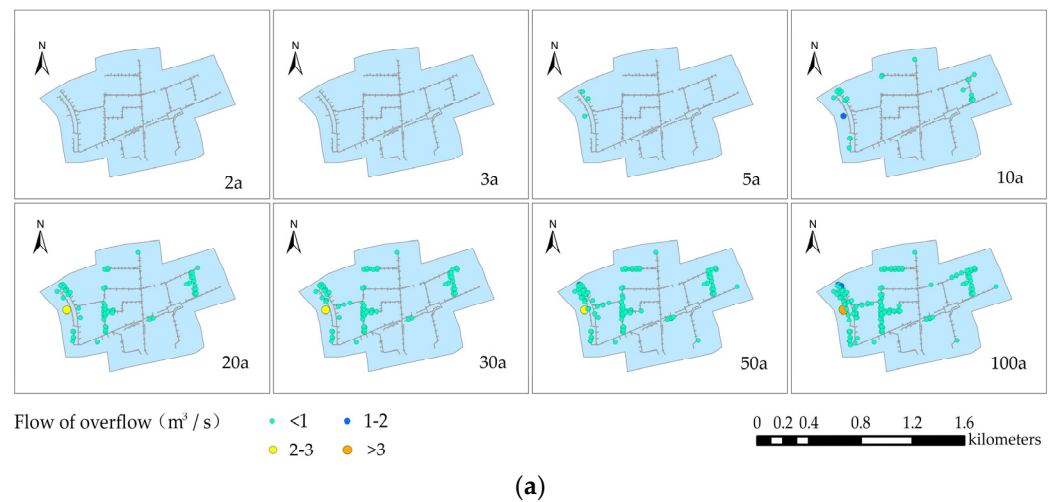 N N N N
2a 3a 5a 10a
N N N N
20a 30a 50a 100a
Flow of overflow（m³ / s） <1 1-2
2-3 >3
0 0.2 0.4 0.8 1.2 1.6
kilometers
(a)